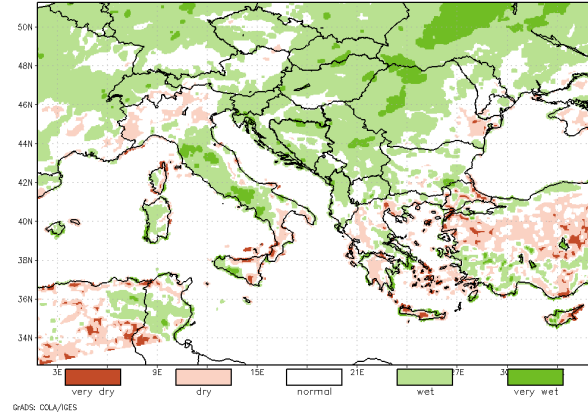 50N
48N
46N
44N
42N
40N
38N
36N
34N
3E 9E 15E 21E 27E
very dry dry normal wet very wet
GrADS: COLA/IGES